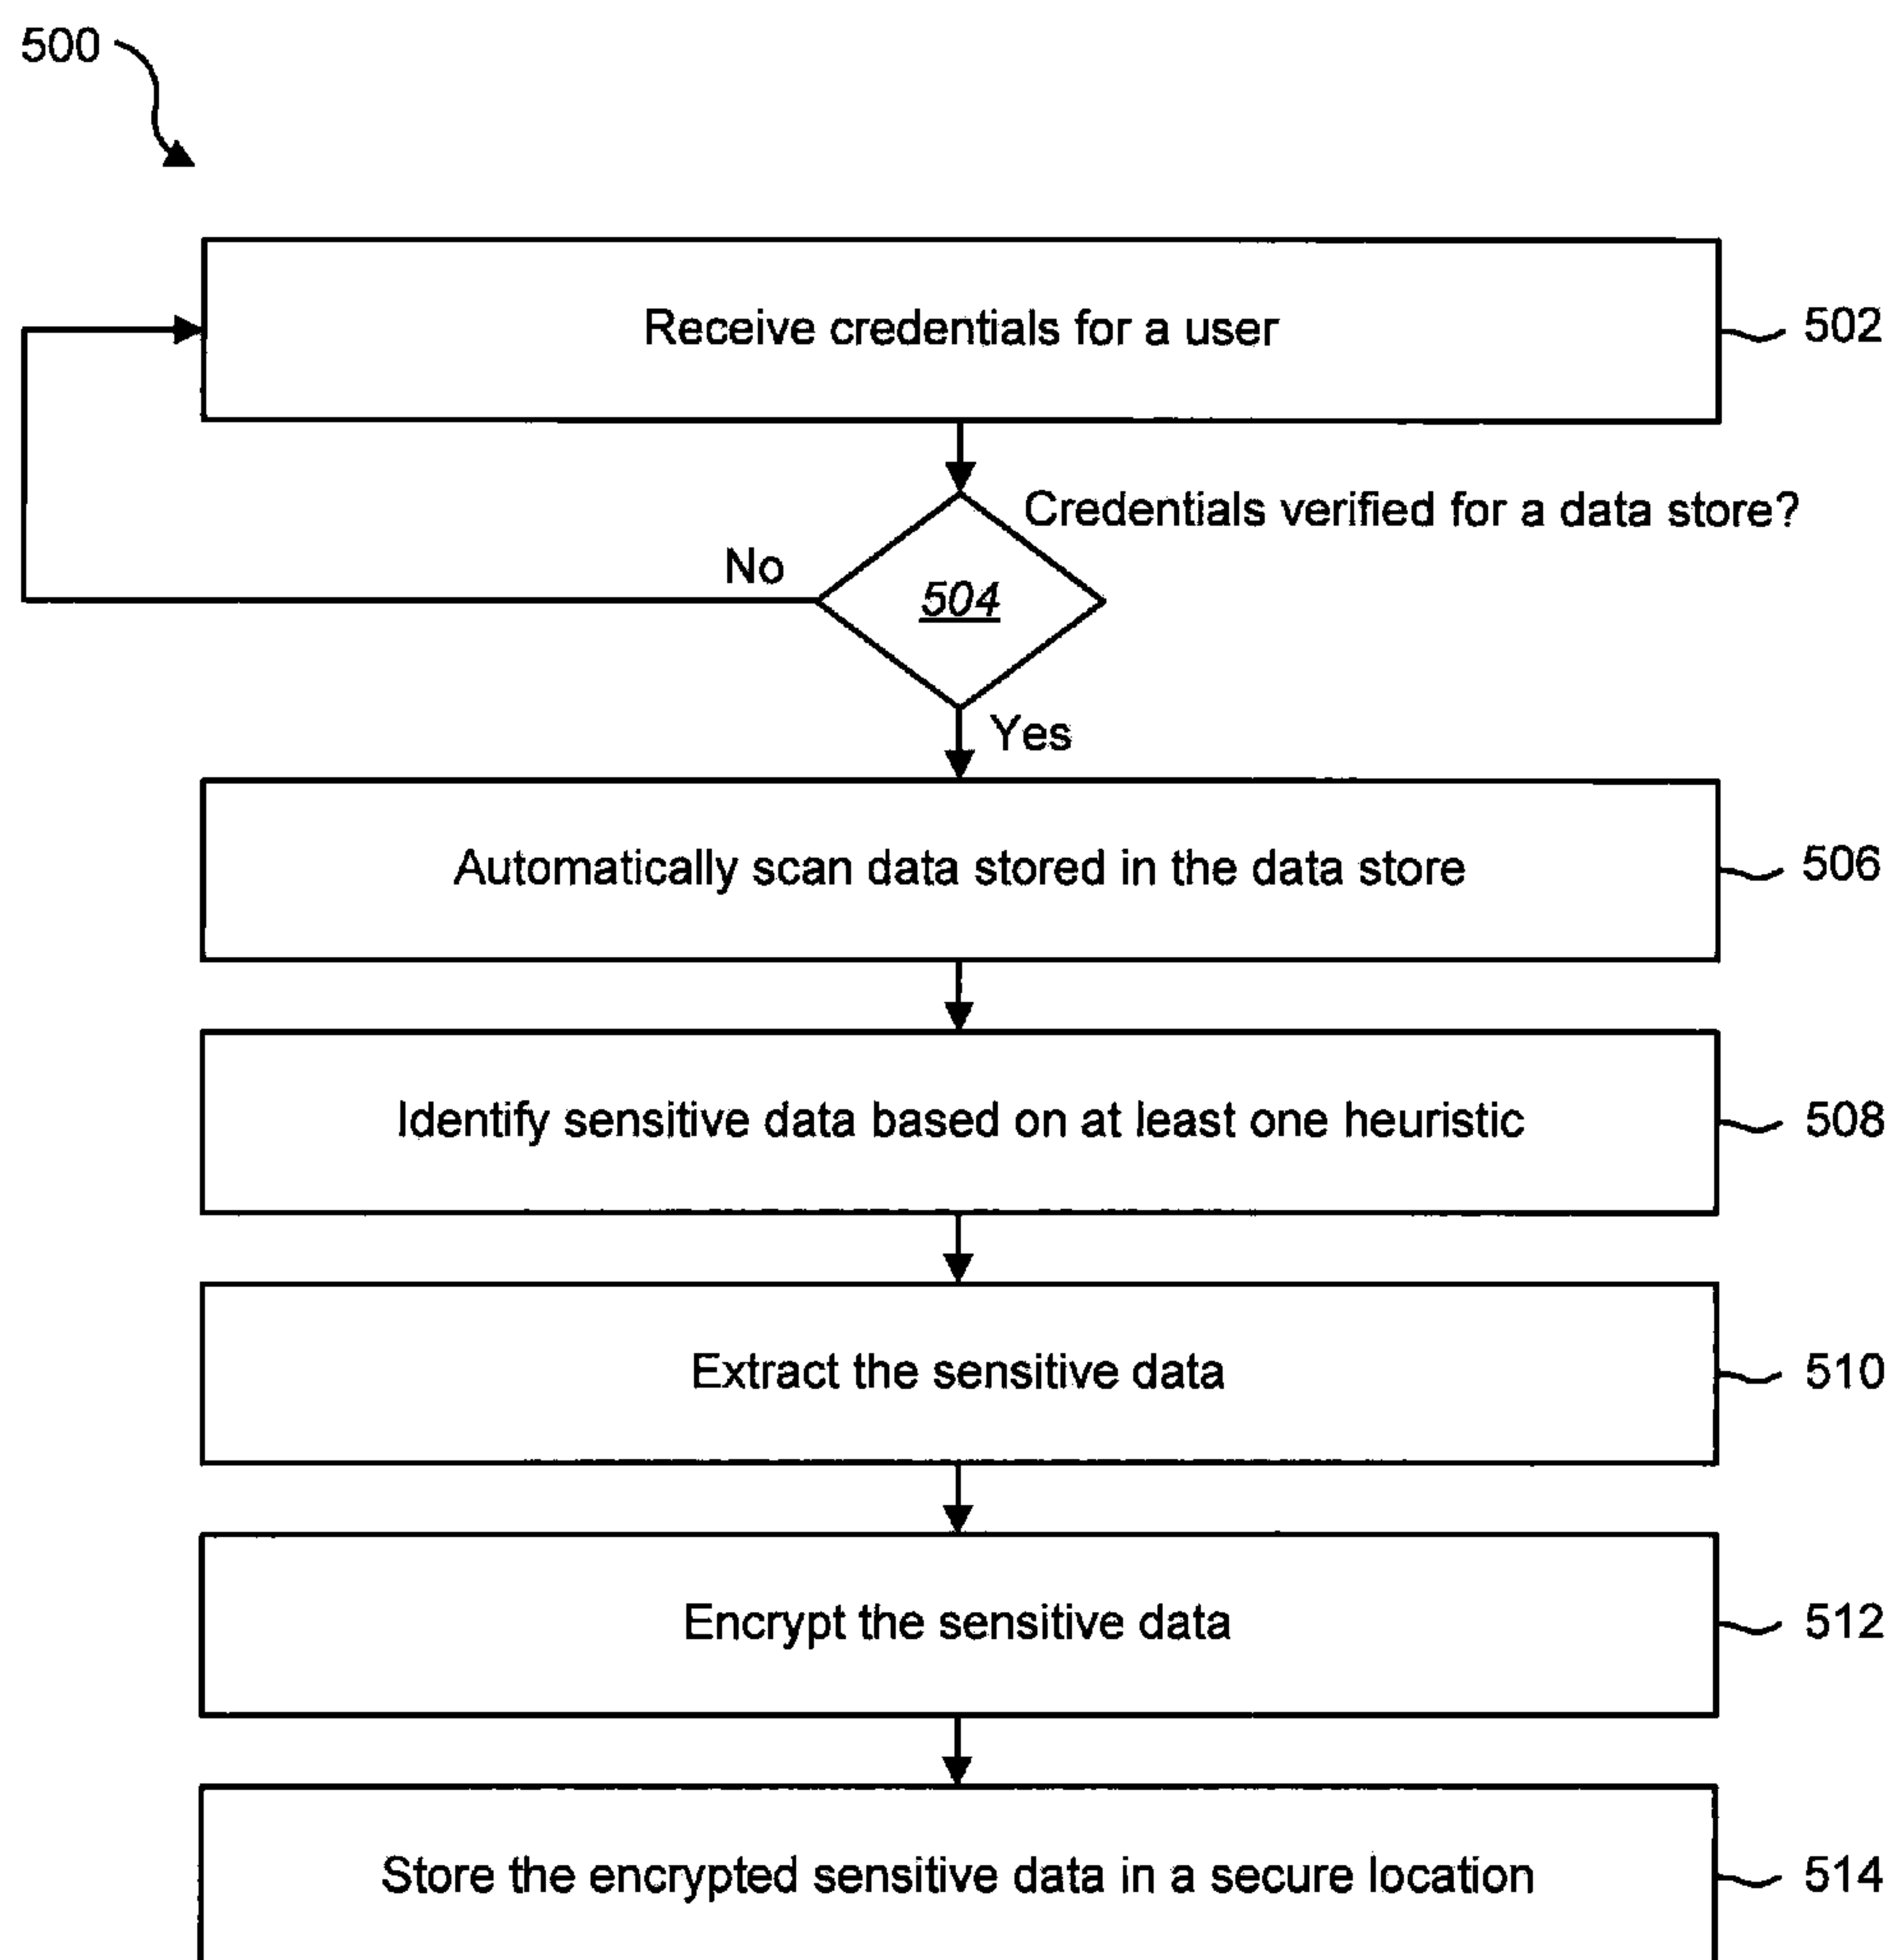 500
Receive credentials for a user
502
Credentials verified for a data store?
No
504
Yes
Automatically scan data stored in the data store
506
Identify sensitive data based on at least one heuristic
508
Extract the sensitive data
510
Encrypt the sensitive data
512
Store the encrypted sensitive data in a secure location
514